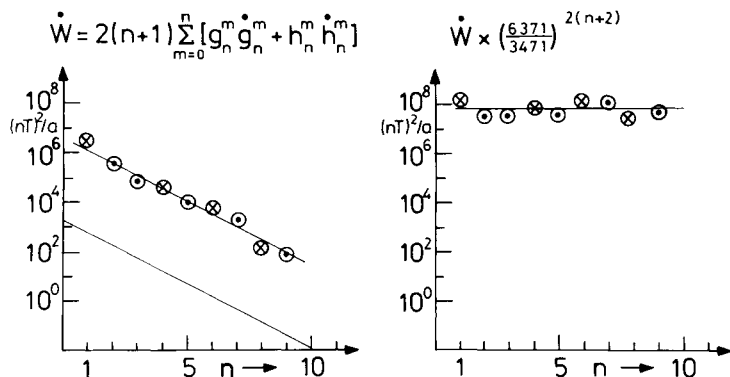 Ẇ = 2(n+1) ∑_{m=0}^{n} [g_n^m ġ_n^m + h_n^m ḣ_n^m]
Ẇ × (6371/3471)^{2(n+2)}
10^8
(nT)^2/a
10^6
10^4
10^2
10^0
1 5 n → 10
10^8
(nT)^2/a
10^6
10^4
10^2
10^0
1 5 n → 10